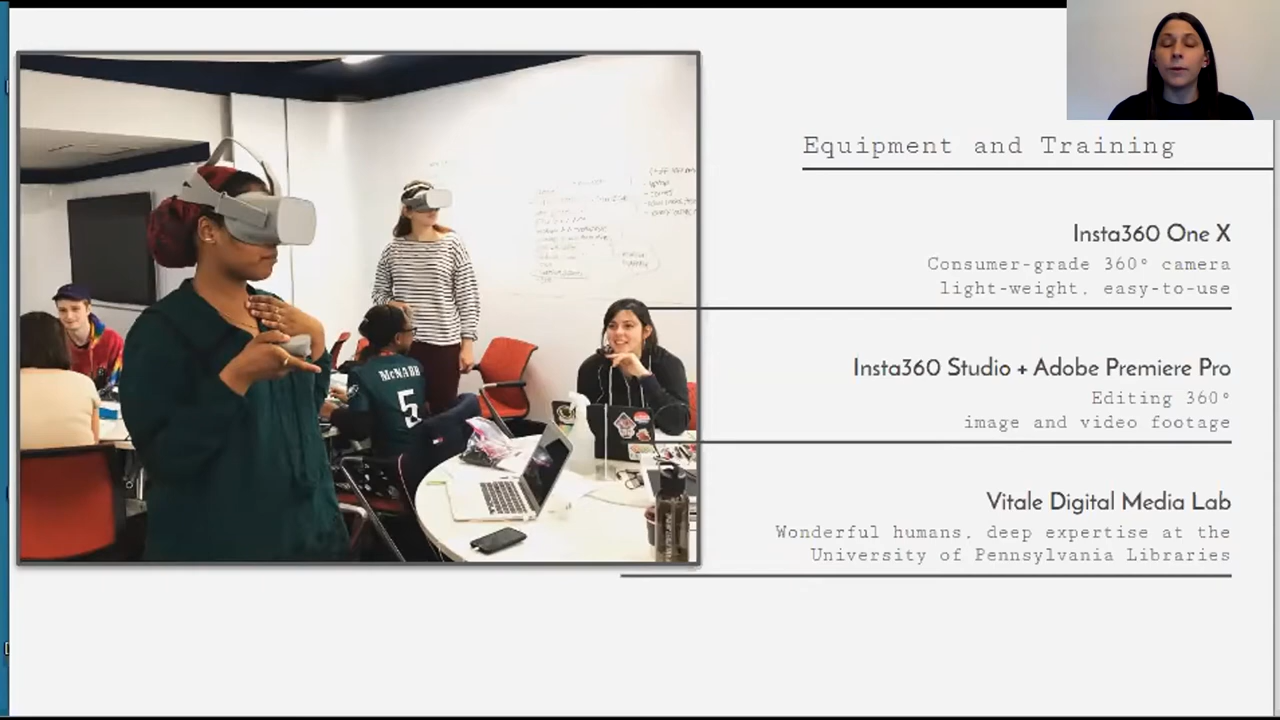 Equipment and Training
Insta360 One X
Consumer-grade 360° camera
light-weight, easy-to-use
Insta360 Studio + Adobe Premiere Pro
Editing 360°
image and video footage
Vitale Digital Media Lab
Wonderful humans, deep expertise at the
University of Pennsylvania Libraries
McNABB
5